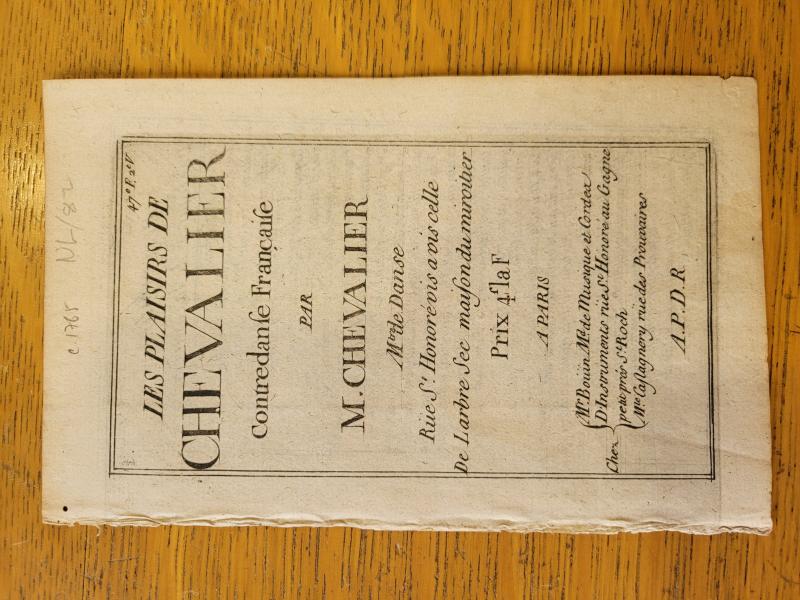 c 1765 NL/82
47e F. 2e V
LES PLAISIRS DE
CHEVALIER
Contredanſe Françaiſe
PAR
M. CHEVALIER
Mtre de Danse
Rüe St. Honoré vis a vis celle
De Larbre Sec maiſon du miroitier
Prix 4ſ la F
A PARIS
Chez
Mr. Boüin Md. de Musique et Cordes
D'Instruments rüe St. Honoré au Gagne
petit près St. Roch
Mlle Castagnery rüe des Prouvaires
A. P. D. R